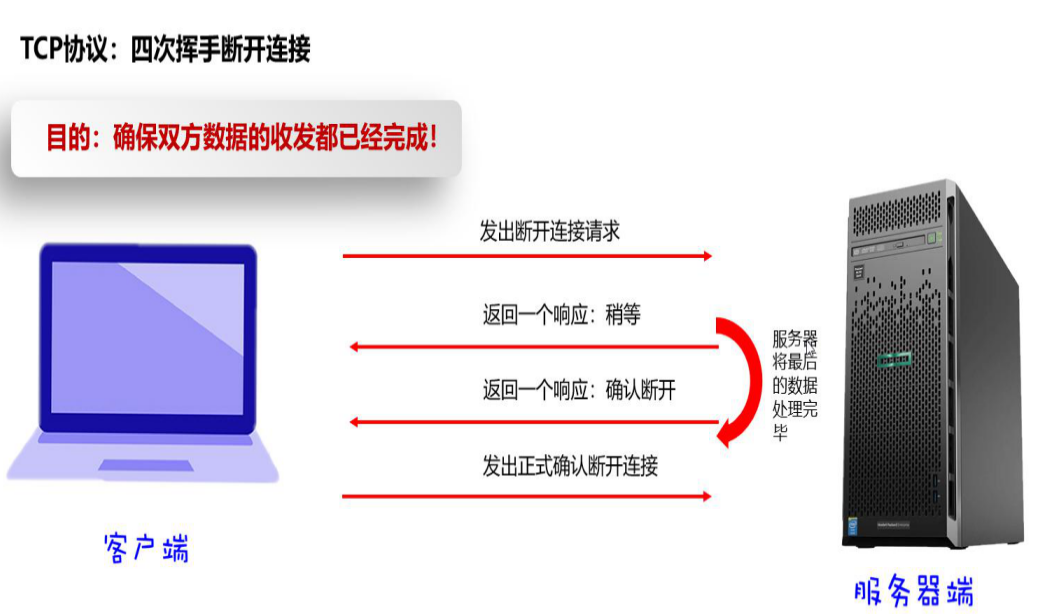 TCP协议：四次挥手断开连接
目的：确保双方数据的收发都已经完成！
发出断开连接请求
返回一个响应：稍等
服务器
将最后
的数据
处理完
毕
返回一个响应：确认断开
发出正式确认断开连接
客户端
服务器端